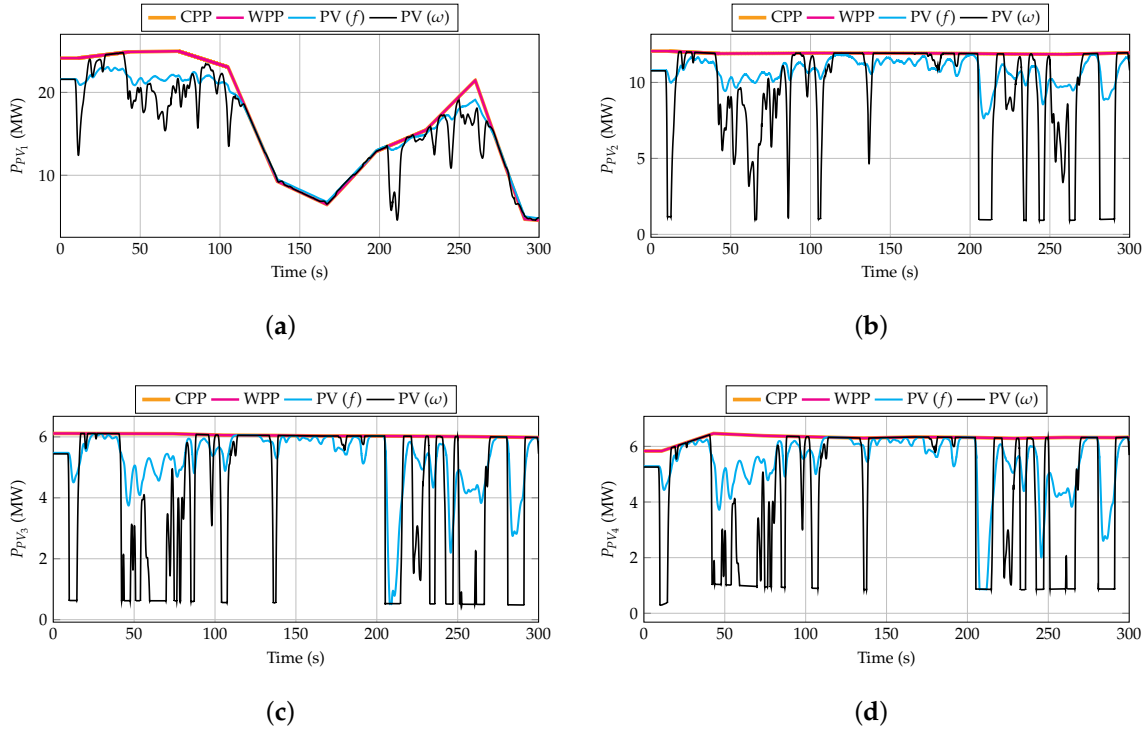 CPP WPP PV (f) PV (ω)
P_{PV_1} (MW)
20
10
0 50 100 150 200 250 300
Time (s)
(a)
CPP WPP PV (f) PV (ω)
P_{PV_2} (MW)
10
5
0
0 50 100 150 200 250 300
Time (s)
(b)
CPP WPP PV (f) PV (ω)
P_{PV_3} (MW)
6
4
2
0
0 50 100 150 200 250 300
Time (s)
(c)
CPP WPP PV (f) PV (ω)
P_{PV_4} (MW)
6
4
2
0
0 50 100 150 200 250 300
Time (s)
(d)